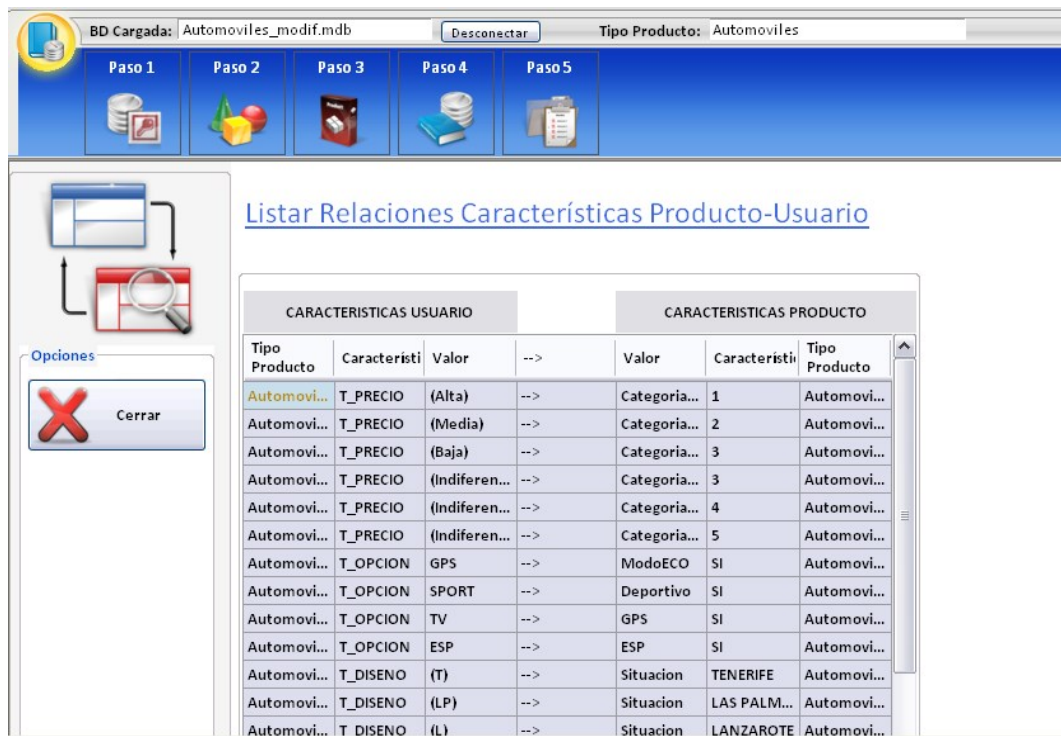 BD Cargada: Automoviles_modif.mdb Desconectar Tipo Producto: Automoviles
Paso 1 Paso 2 Paso 3 Paso 4 Paso 5
Listar Relaciones Características Producto-Usuario
Opciones
Cerrar
CARACTERISTICAS USUARIO CARACTERISTICAS PRODUCTO
Tipo Producto Característi Valor --> Valor Característi Tipo Producto
Automovi... T_PRECIO (Alta) --> Categoria... 1 Automovi...
Automovi... T_PRECIO (Media) --> Categoria... 2 Automovi...
Automovi... T_PRECIO (Baja) --> Categoria... 3 Automovi...
Automovi... T_PRECIO (Indiferen... --> Categoria... 3 Automovi...
Automovi... T_PRECIO (Indiferen... --> Categoria... 4 Automovi...
Automovi... T_PRECIO (Indiferen... --> Categoria... 5 Automovi...
Automovi... T_OPCION GPS --> ModoECO SI Automovi...
Automovi... T_OPCION SPORT --> Deportivo SI Automovi...
Automovi... T_OPCION TV --> GPS SI Automovi...
Automovi... T_OPCION ESP --> ESP SI Automovi...
Automovi... T_DISENO (T) --> Situacion TENERIFE Automovi...
Automovi... T_DISENO (LP) --> Situacion LAS PALM... Automovi...
Automovi... T_DISENO (L) --> Situacion LANZAROTE Automovi...